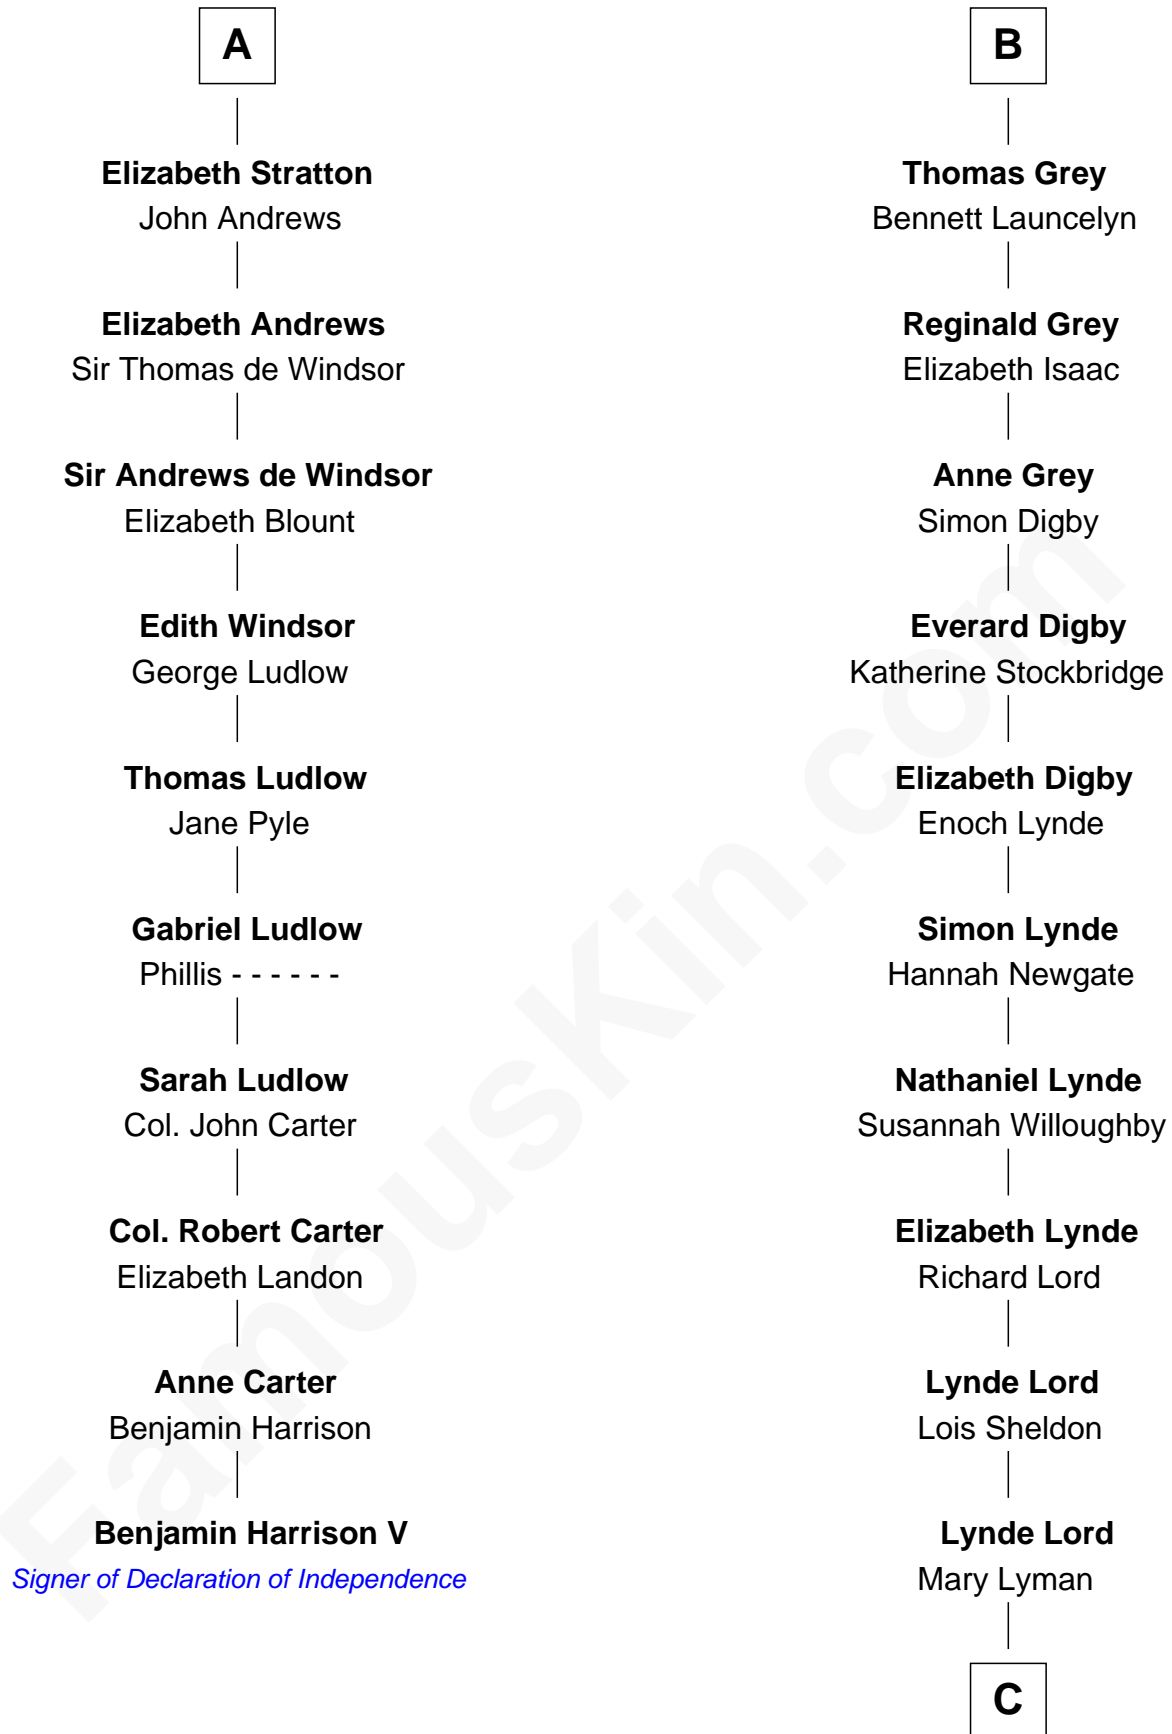 A
Elizabeth Stratton
John Andrews
Elizabeth Andrews
Sir Thomas de Windsor
Sir Andrews de Windsor
Elizabeth Blount
Edith Windsor
George Ludlow
Thomas Ludlow
Jane Pyle
Gabriel Ludlow
Phillis - - - - - -
Sarah Ludlow
Col. John Carter
Col. Robert Carter
Elizabeth Landon
Anne Carter
Benjamin Harrison
Benjamin Harrison V
Signer of Declaration of Independence
B
Thomas Grey
Bennett Launcelyn
Reginald Grey
Elizabeth Isaac
Anne Grey
Simon Digby
Everard Digby
Katherine Stockbridge
Elizabeth Digby
Enoch Lynde
Simon Lynde
Hannah Newgate
Nathaniel Lynde
Susannah Willoughby
Elizabeth Lynde
Richard Lord
Lynde Lord
Lois Sheldon
Lynde Lord
Mary Lyman
C
FamousKin.com